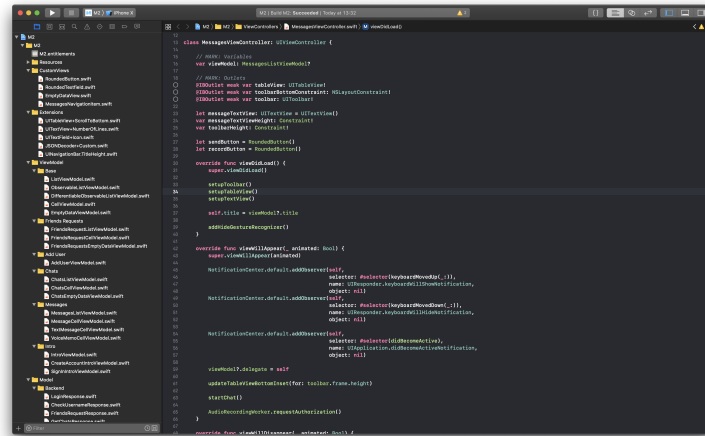 M2 > iPhone X
M2 | Build M2: Succeeded | Today at 13:32
M2 > M2 > ViewControllers > MessagesViewController.swift > M viewDidLoad()
M2
M2
M2.entitlements
Resources
CustomViews
RoundedButton.swift
RoundedTextfield.swift
EmptyDataView.swift
MessagesNavigationItem.swift
Extensions
UITableView+ScrollToBottom.swift
UITextView+NumberOfLines.swift
UITextField+Icon.swift
JSONDecoder+Custom.swift
UINavigationBar.TitleHeight.swift
ViewModel
Base
ListViewModel.swift
ObservableListViewModel.swift
DifferentiableObservableListViewModel.swift
CellViewModel.swift
EmptyDataViewModel.swift
Friends Requests
FriendsRequestListViewModel.swift
FriendsRequestCellViewModel.swift
FriendsRequestsEmptyDataViewModel.swift
Add User
AddUserViewModel.swift
Chats
ChatsListViewModel.swift
ChatsCellViewModel.swift
ChatsEmptyDataViewModel.swift
Messages
MessagesListViewModel.swift
MessageCellViewModel.swift
TextMessageCellViewModel.swift
VoiceMemoCellViewModel.swift
Intro
IntroViewModel.swift
CreateAccountIntroViewModel.swift
SignInIntroViewModel.swift
Model
Backend
LoginResponse.swift
CheckUsernameResponse.swift
FriendsRequestResponse.swift
GetChatsResponse.swift
Filter
class MessagesViewController: UIViewController {
// MARK: Variables
var viewModel: MessagesListViewModel?
// MARK: Outlets
@IBOutlet weak var tableView: UITableView!
@IBOutlet weak var toolbarBottomConstraint: NSLayoutConstraint!
@IBOutlet weak var toolbar: UIToolbar!
let messageTextView: UITextView = UITextView()
var messageTextViewHeight: Constraint!
var toolbarHeight: Constraint!
let sendButton = RoundedButton()
let recordButton = RoundedButton()
override func viewDidLoad() {
super.viewDidLoad()
setupToolbar()
34 setupTableView()
setupTextView()
self.title = viewModel?.title
addHideGestureRecognizer()
}
override func viewWillAppear(_ animated: Bool) {
super.viewWillAppear(animated)
NotificationCenter.default.addObserver(self,
selector: #selector(keyboardMovedUp(_:)),
name: UIResponder.keyboardWillShowNotification,
object: nil)
NotificationCenter.default.addObserver(self,
selector: #selector(keyboardMovedDown(_:)),
name: UIResponder.keyboardWillHideNotification,
object: nil)
NotificationCenter.default.addObserver(self,
selector: #selector(didBecomeActive),
name: UIApplication.didBecomeActiveNotification,
object: nil)
viewModel?.delegate = self
updateTableViewBottomInset(for: toolbar.frame.height)
startChat()
AudioRecordingWorker.requestAuthorization()
}
override func viewWillDisappear(_ animated: Bool) {